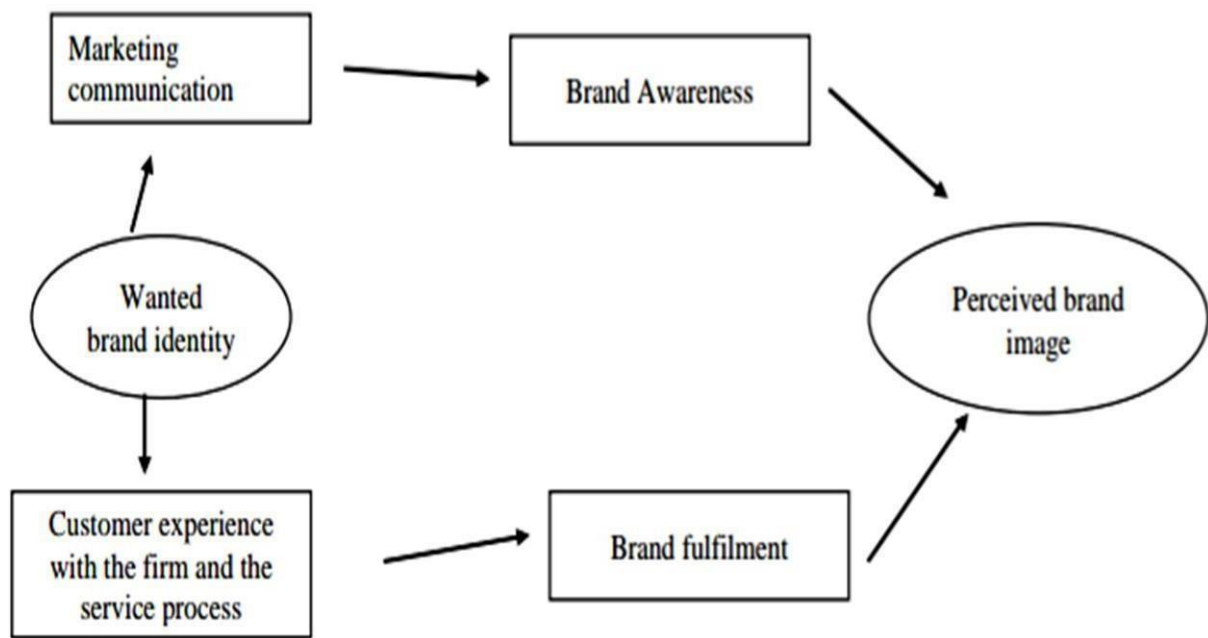 Marketing
communication
Brand Awareness
Wanted
brand identity
Perceived brand
image
Customer experience
with the firm and the
service process
Brand fulfilment